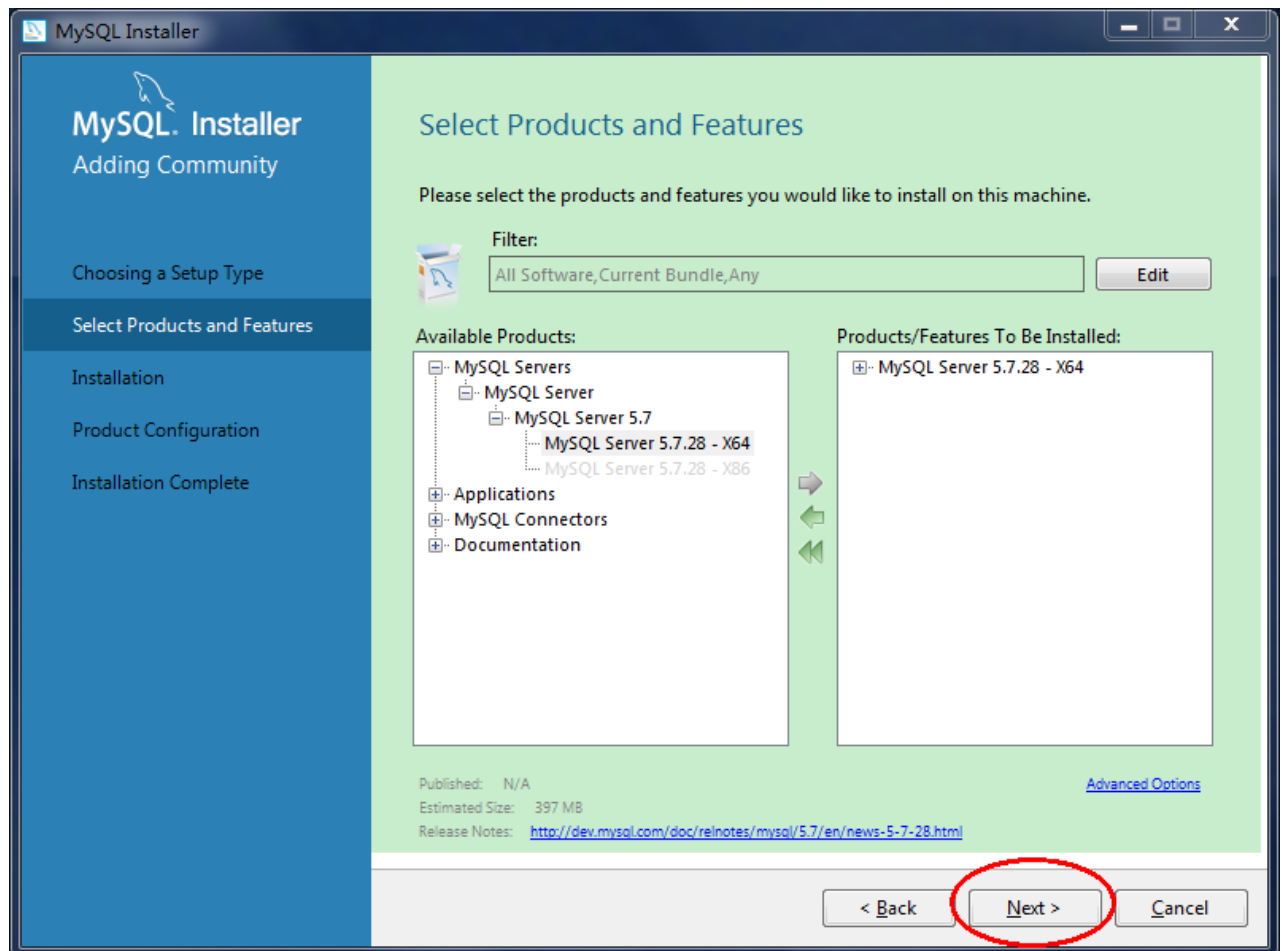 MySQL Installer
MySQL. Installer
Adding Community
Choosing a Setup Type
Select Products and Features
Installation
Product Configuration
Installation Complete
Select Products and Features
Please select the products and features you would like to install on this machine.
Filter:
All Software,Current Bundle,Any
Edit
Available Products:
MySQL Servers
MySQL Server
MySQL Server 5.7
MySQL Server 5.7.28 - X64
MySQL Server 5.7.28 - X86
Applications
MySQL Connectors
Documentation
Products/Features To Be Installed:
MySQL Server 5.7.28 - X64
Published: N/A
Advanced Options
Estimated Size: 397 MB
Release Notes: http://dev.mysql.com/doc/relnotes/mysql/5.7/en/news-5-7-28.html
< Back
Next >
Cancel